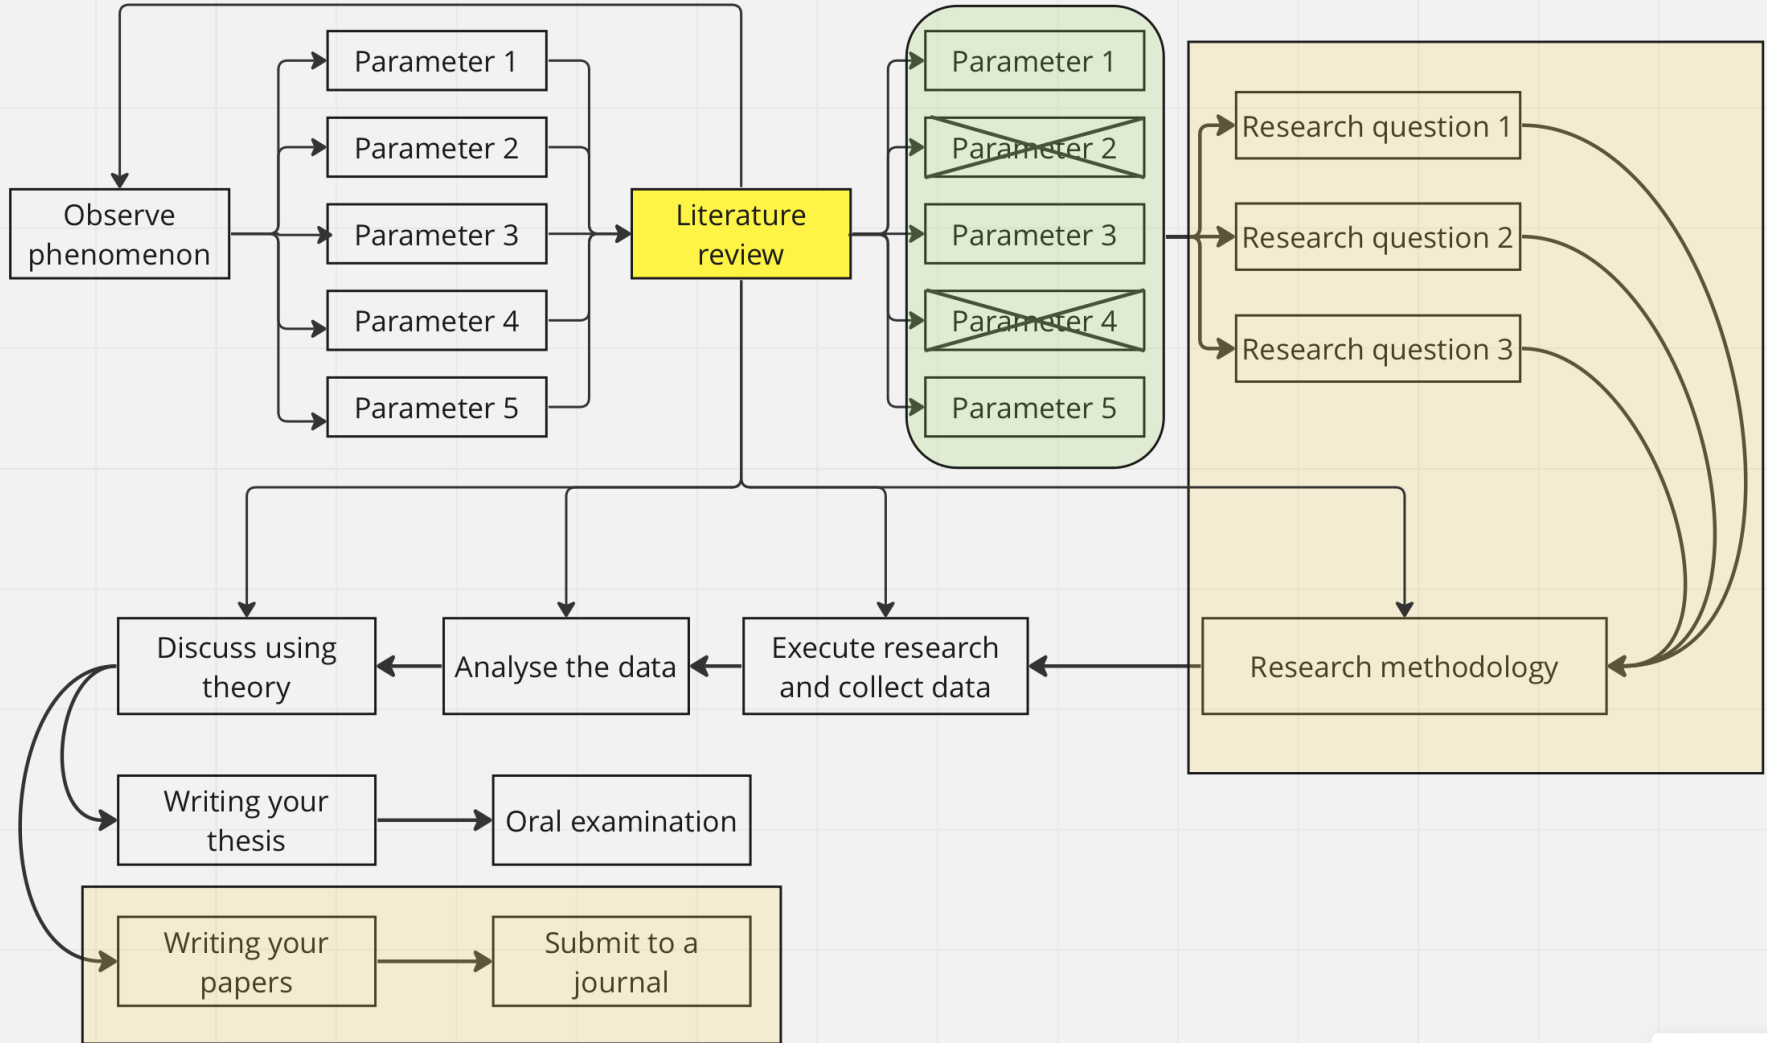 Parameter 1
Parameter 2
Parameter 3
Parameter 4
Parameter 5
Observe
phenomenon
Literature
review
Parameter 1
Parameter 2
Parameter 3
Parameter 4
Parameter 5
Research question 1
Research question 2
Research question 3
Discuss using
theory
Analyse the data
Execute research
and collect data
Research methodology
Writing your
thesis
Oral examination
Writing your
papers
Submit to a
journal